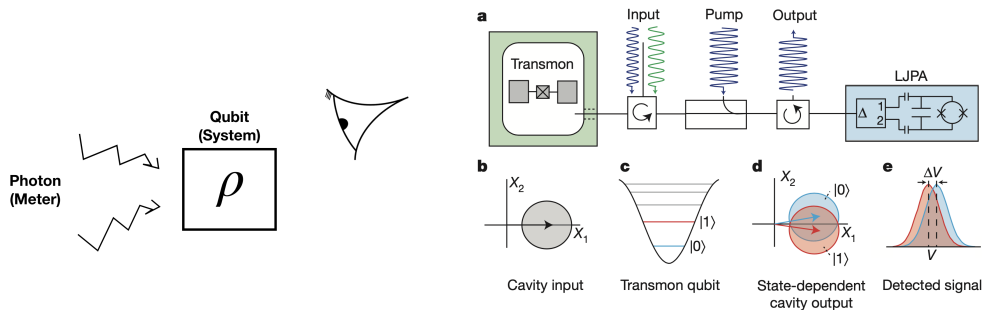 Qubit
(System)
Photon
(Meter)
ρ
a
Input
Pump
Output
Transmon
LJPA
Δ
1
2
b
X2
X1
Cavity input
c
|1⟩
|0⟩
Transmon qubit
d
X2
|0⟩
X1
|1⟩
State-dependent
cavity output
e
ΔV
V
Detected signal